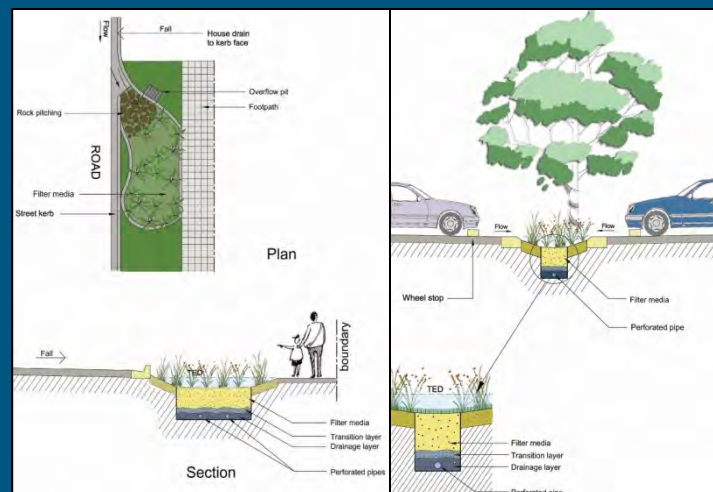 Flow
Fall
House drain
to kerb face
Overflow pit
Footpath
Rock pitching
ROAD
Filter media
Street kerb
Plan
Fall
TED
boundary
Filter media
Transition layer
Drainage layer
Perforated pipes
Section
Flow
Flow
Wheel stop
Filter media
Perforated pipe
TED
Filter media
Transition layer
Drainage layer
Perforated pipe